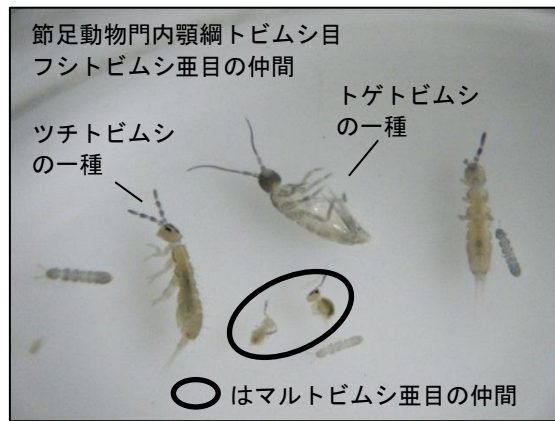 節足動物門内顎綱トビムシ目
フシトビムシ亜目の仲間
トゲトビムシ
の一種
ツチトビムシ
の一種
はマルトビムシ亜目の仲間